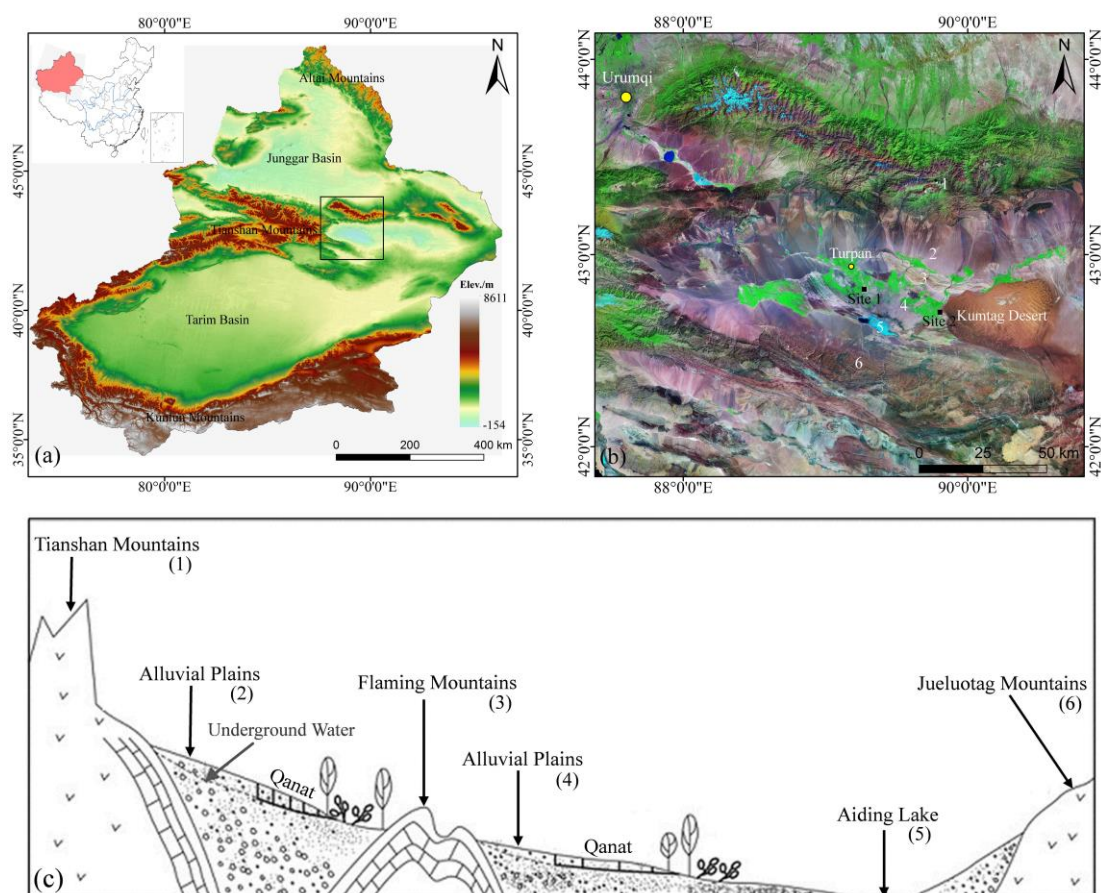 80°0'0"E
90°0'0"E
N
Altai Mountains
Junggar Basin
Tianshan Mountains
Tarim Basin
Kunlun Mountains
Elev./m
8611
-154
0 200 400 km
(a)
45°0'0"N
40°0'0"N
35°0'0"N
45°0'0"N
40°0'0"N
35°0'0"N
80°0'0"E
90°0'0"E
88°0'0"E
90°0'0"E
N
Urumqi
1
2
Turpan
3
Site 1
4
Site 2
Kumtag Desert
5
6
0 25 50 km
(b)
44°0'0"N
43°0'0"N
42°0'0"N
44°0'0"N
43°0'0"N
42°0'0"N
88°0'0"E
90°0'0"E
Tianshan Mountains
(1)
Alluvial Plains
(2)
Underground Water
Qanat
Flaming Mountains
(3)
Alluvial Plains
(4)
Qanat
Jueluotag Mountains
(6)
Aiding Lake
(5)
(c)